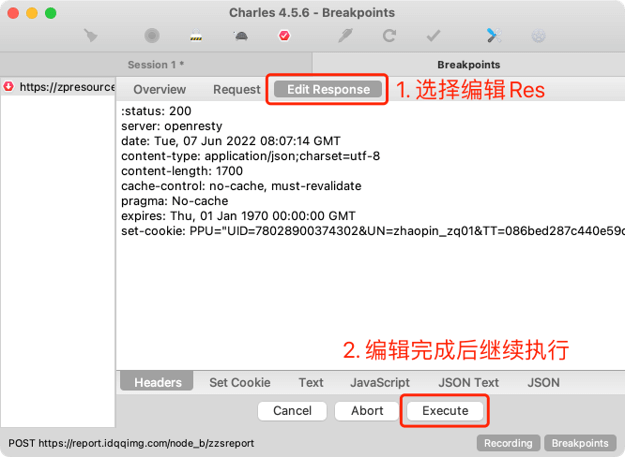 Charles 4.5.6 - Breakpoints
Session 1 *
Breakpoints
https://zpresource
Overview
Request
Edit Response
1. 选择编辑Res
:status: 200
server: openresty
date: Tue, 07 Jun 2022 08:07:14 GMT
content-type: application/json;charset=utf-8
content-length: 1700
cache-control: no-cache, must-revalidate
pragma: No-cache
expires: Thu, 01 Jan 1970 00:00:00 GMT
set-cookie: PPU="UID=78028900374302&UN=zhaopin_zq01&TT=086bed287c440e59c
2. 编辑完成后继续执行
Headers
Set Cookie
Text
JavaScript
JSON Text
JSON
Cancel
Abort
Execute
POST https://report.idqqimg.com/node_b/zzsreport
Recording
Breakpoints